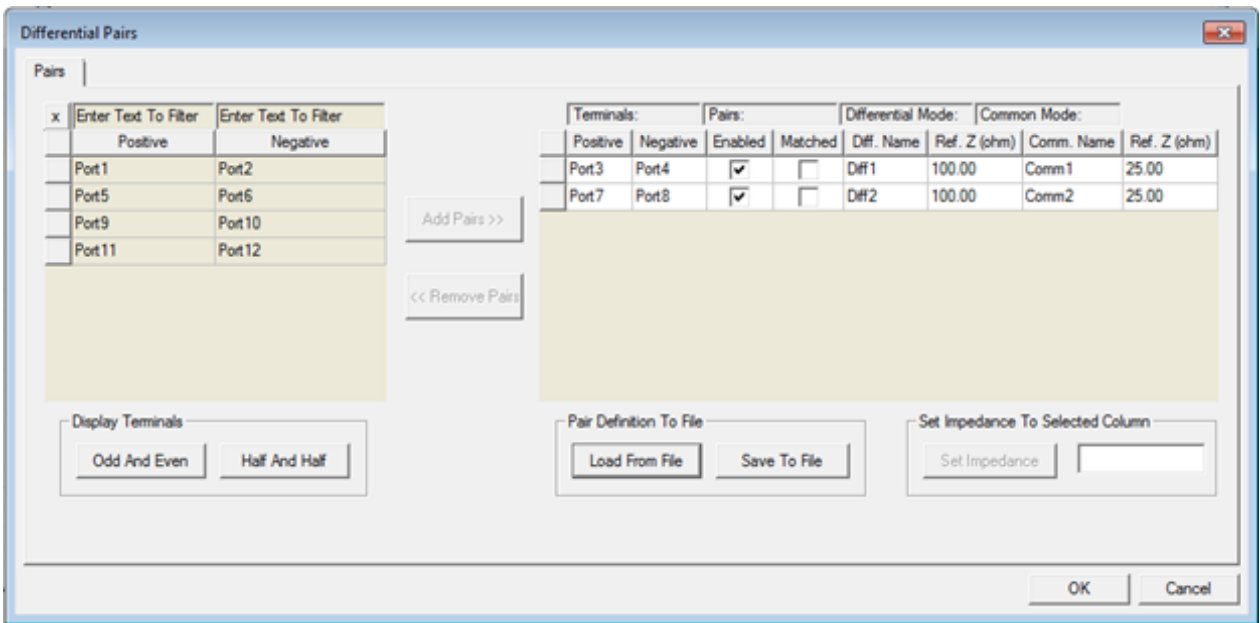 Differential Pairs
Pairs
x Enter Text To Filter Enter Text To Filter
Positive Negative
Port1 Port2
Port5 Port6
Port9 Port10
Port11 Port12
Add Pairs >>
<< Remove Pairs
Terminals: Pairs: Differential Mode: Common Mode:
Positive Negative Enabled Matched Diff. Name Ref. Z (ohm) Comm. Name Ref. Z (ohm)
Port3 Port4 Diff1 100.00 Comm1 25.00
Port7 Port8 Diff2 100.00 Comm2 25.00
Display Terminals
Odd And Even Half And Half
Pair Definition To File
Load From File Save To File
Set Impedance To Selected Column
Set Impedance
OK Cancel